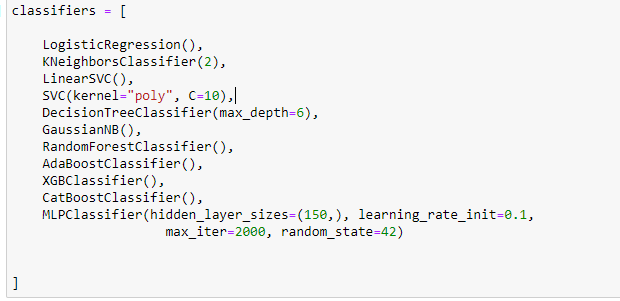 classifiers = [
LogisticRegression(),
KNeighborsClassifier(2),
LinearSVC(),
SVC(kernel="poly", C=10),
DecisionTreeClassifier(max_depth=6),
GaussianNB(),
RandomForestClassifier(),
AdaBoostClassifier(),
XGBClassifier(),
CatBoostClassifier(),
MLPClassifier(hidden_layer_sizes=(150,), learning_rate_init=0.1,
max_iter=2000, random_state=42)
]